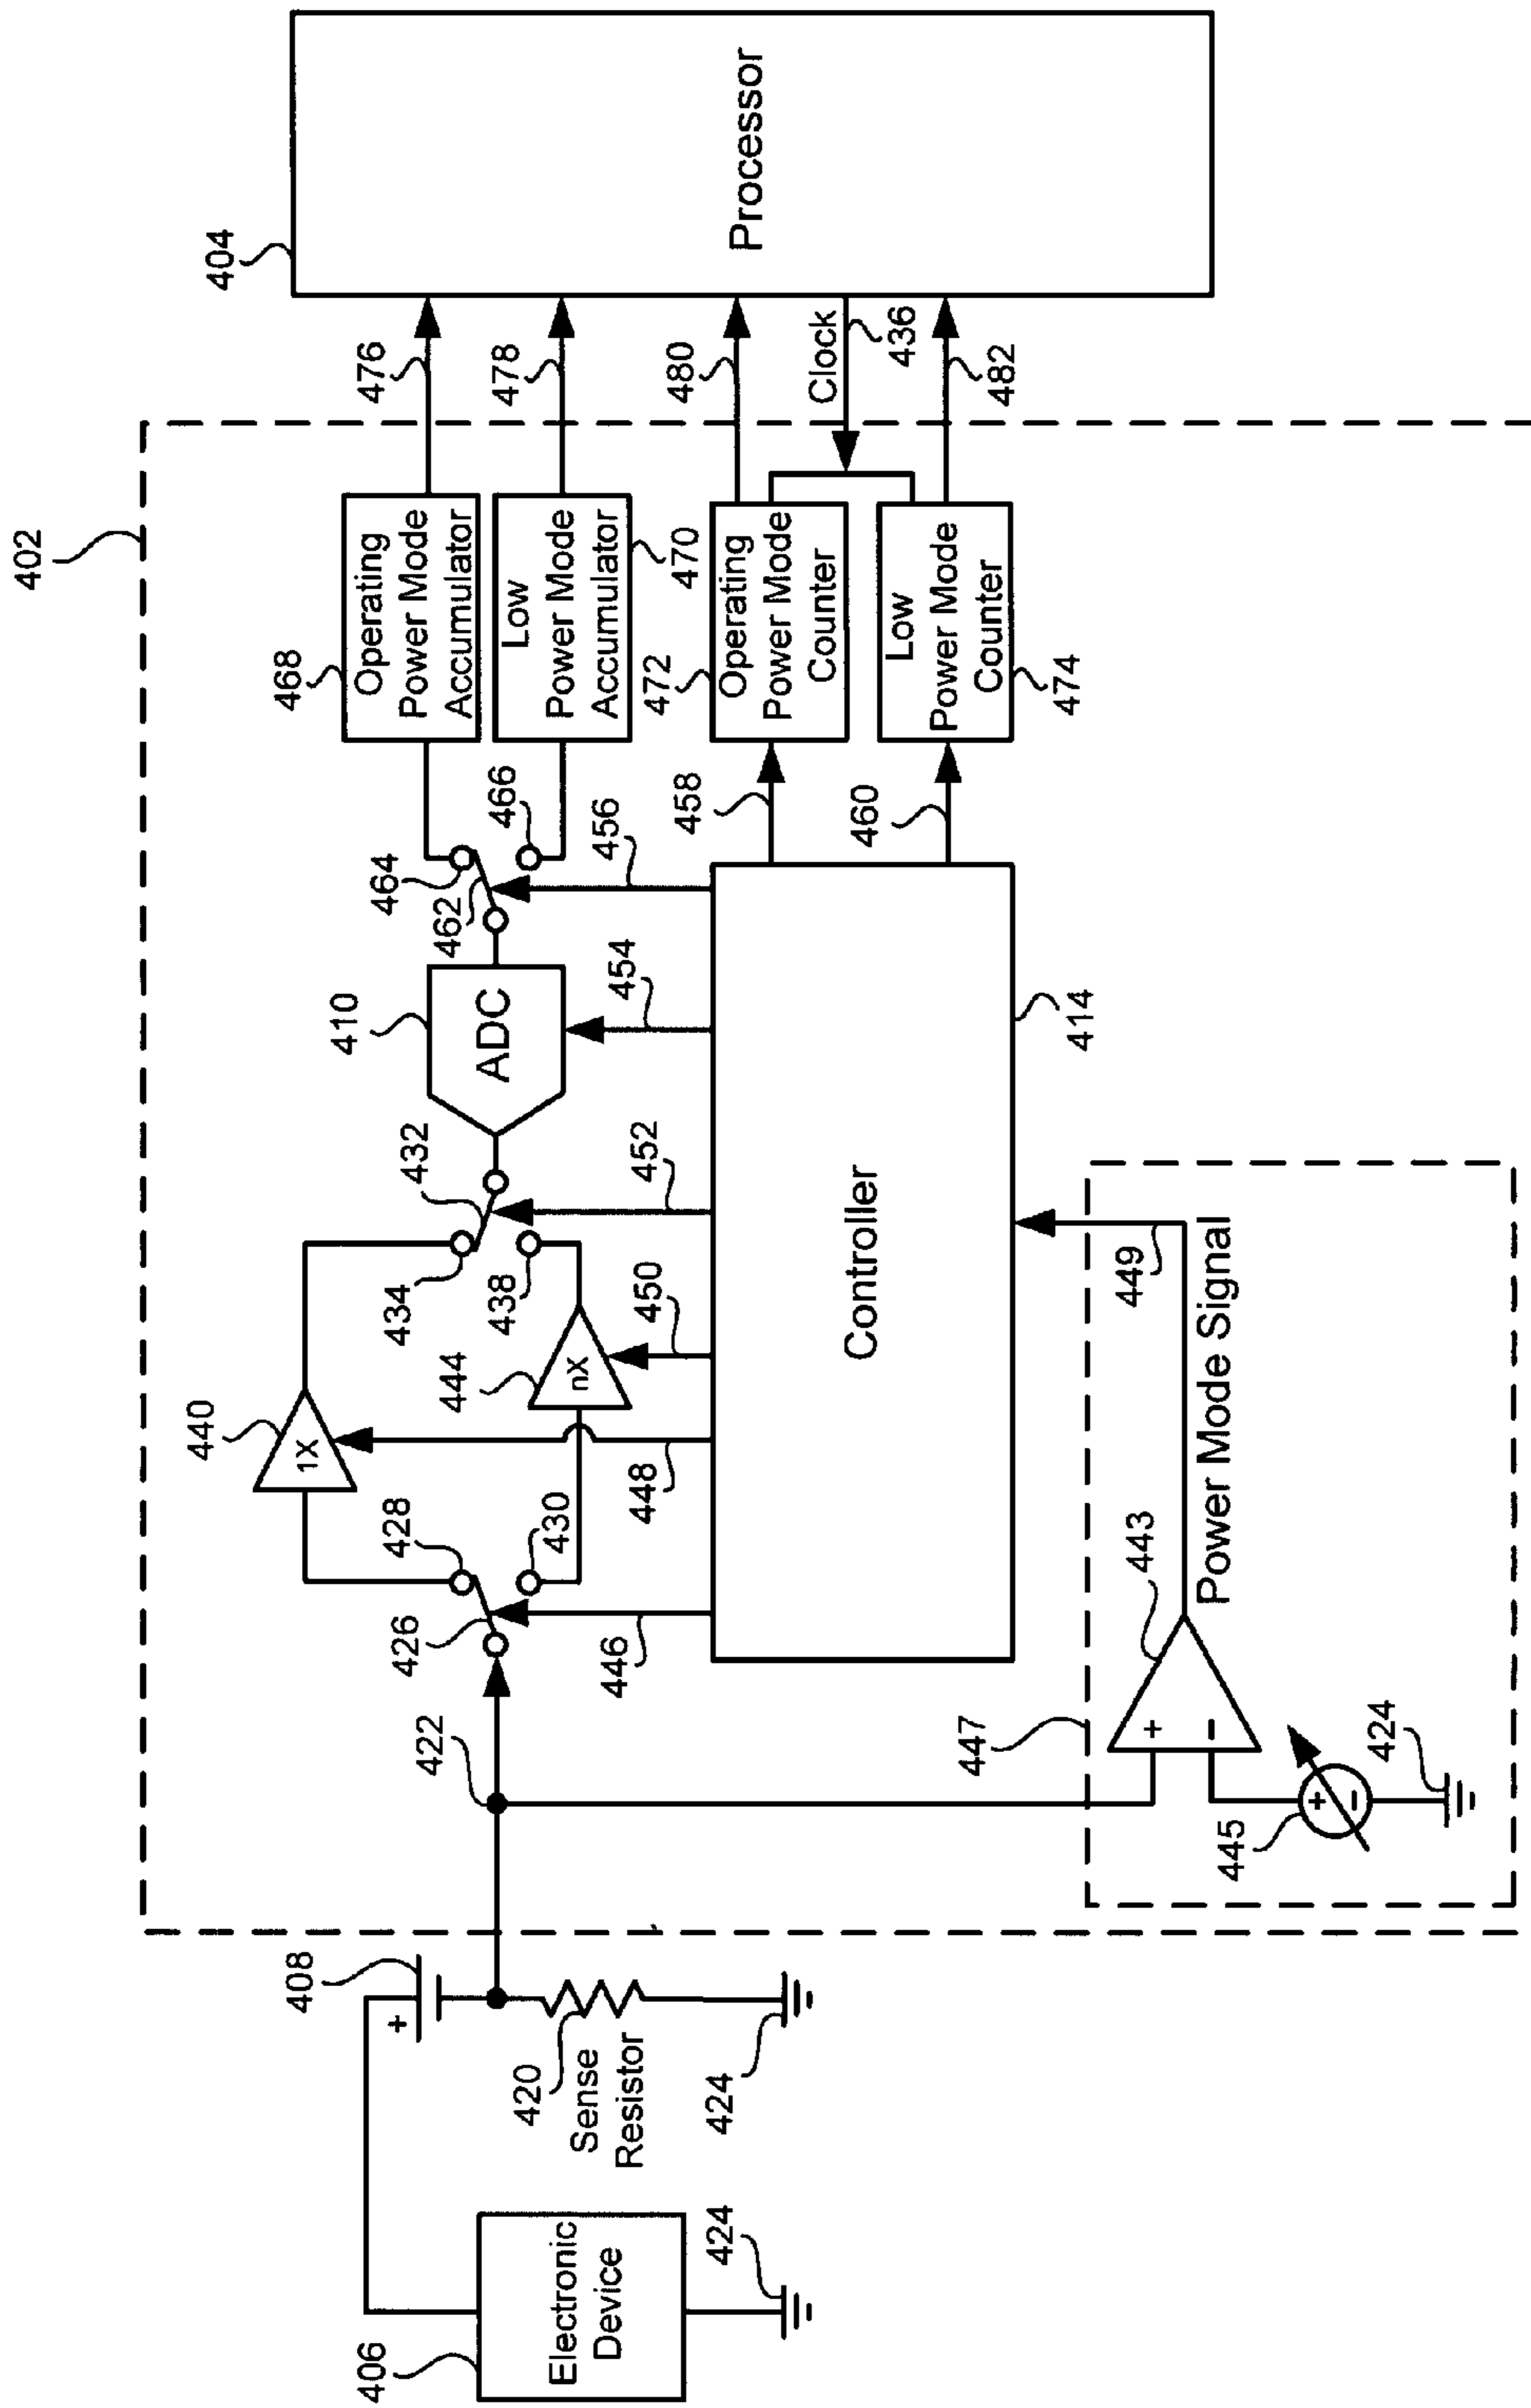 402
404
Processor
476
478
480
Clock
436
482
468
Operating
Power Mode
Accumulator
Low
Power Mode
Accumulator
470
472
Operating
Power Mode
Counter
Low
Power Mode
Counter
474
464
466
462
456
458
460
410
ADC
454
432
434
438
452
440
1X
444
nX
450
448
428
430
426
446
Controller
414
422
447
443
+
−
445
+
−
424
449
Power Mode Signal
408
+
420
Sense
Resistor
424
406
Electronic
Device
424